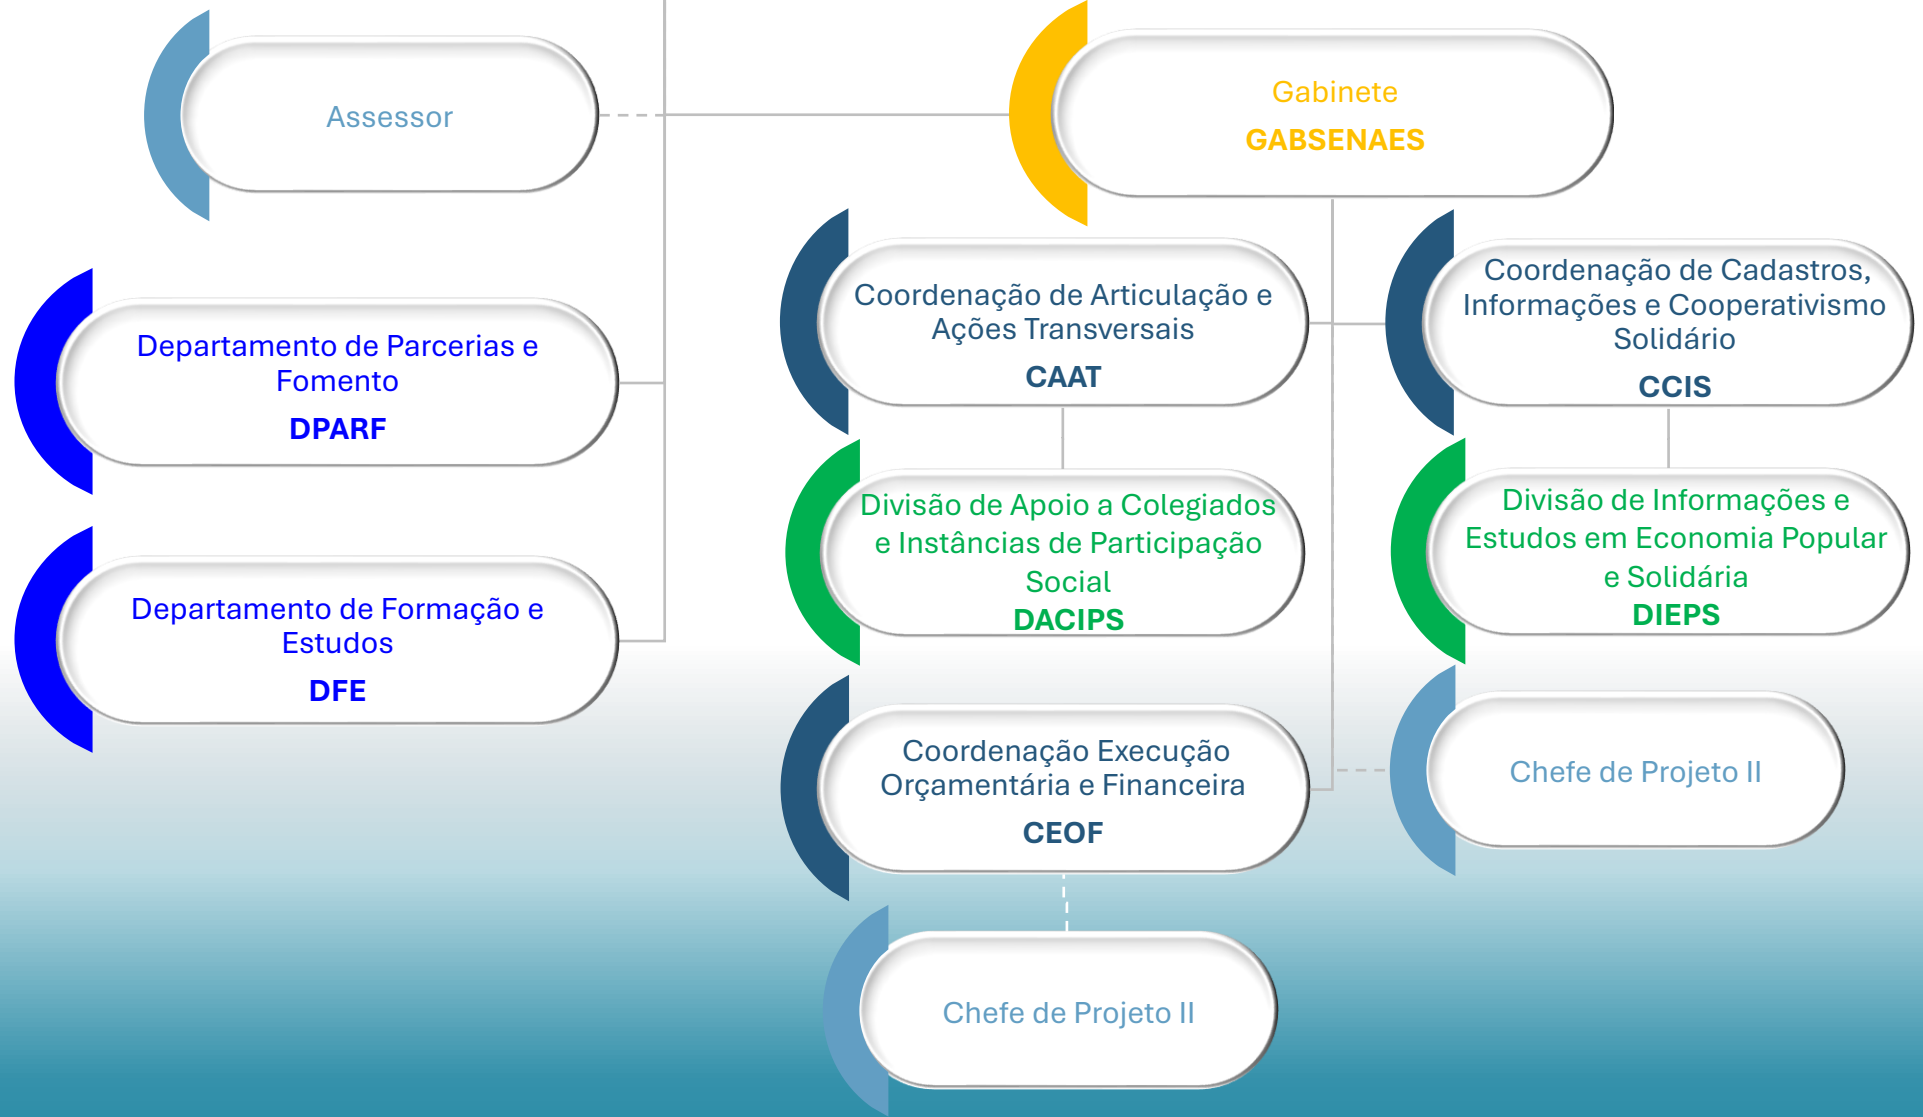 Assessor
Gabinete
GABSENAES
Departamento de Parcerias e
Fomento
DPARF
Departamento de Formação e
Estudos
DFE
Coordenação de Articulação e
Ações Transversais
CAAT
Coordenação de Cadastros,
Informações e Cooperativismo
Solidário
CCIS
Divisão de Apoio a Colegiados
e Instâncias de Participação
Social
DACIPS
Divisão de Informações e
Estudos em Economia Popular
e Solidária
DIEPS
Coordenação Execução
Orçamentária e Financeira
CEOF
Chefe de Projeto II
Chefe de Projeto II